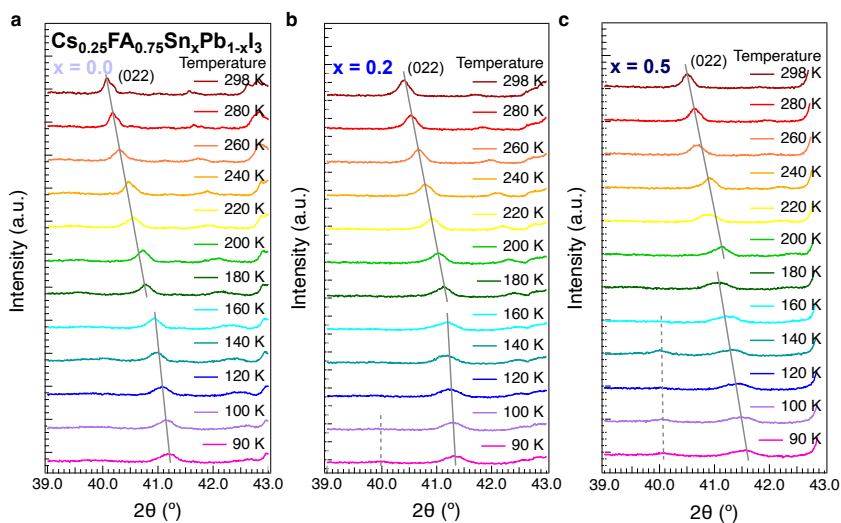 a
Cs0.25FA0.75SnxPb1-xI3
x = 0.0
(022)
Temperature
298 K
280 K
260 K
240 K
220 K
200 K
180 K
160 K
140 K
120 K
100 K
90 K
Intensity (a.u.)
39.0 40.0 41.0 42.0 43.0
2θ (º)
b
x = 0.2
(022)
Temperature
298 K
280 K
260 K
240 K
220 K
200 K
180 K
160 K
140 K
120 K
100 K
90 K
Intensity (a.u.)
39.0 40.0 41.0 42.0 43.0
2θ (º)
c
x = 0.5
(022)
Temperature
298 K
280 K
260 K
240 K
220 K
200 K
180 K
160 K
140 K
120 K
100 K
90 K
Intensity (a.u.)
39.0 40.0 41.0 42.0 43.0
2θ (º)